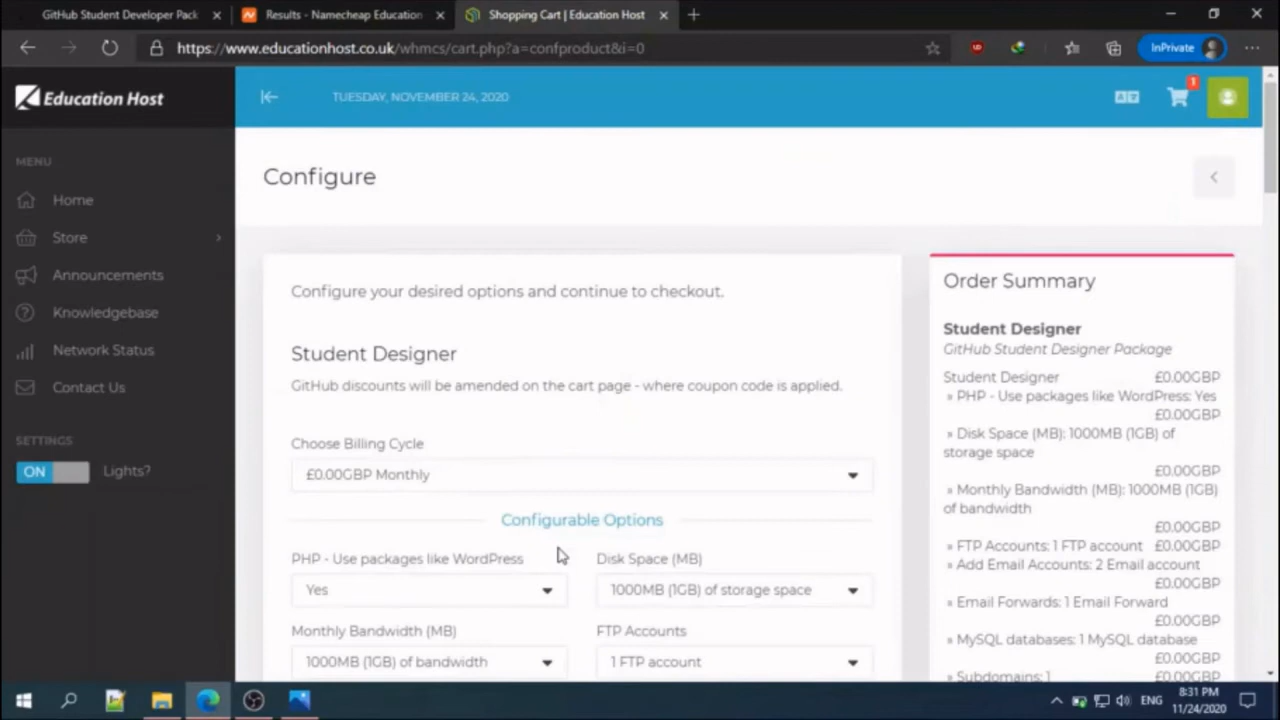 GitHub Student Developer Pack
Results - Namecheap Education
Shopping Cart | Education Host
https://www.educationhost.co.uk/whmcs/cart.php?a=confproduct&i=0
InPrivate
Education Host
TUESDAY, NOVEMBER 24, 2020
1
MENU
Home
Store
Announcements
Knowledgebase
Network Status
Contact Us
SETTINGS
ON
Lights?
Configure
Configure your desired options and continue to checkout.
Student Designer
GitHub discounts will be amended on the cart page - where coupon code is applied.
Choose Billing Cycle
£0.00GBP Monthly
Configurable Options
PHP - Use packages like WordPress
Yes
Disk Space (MB)
1000MB (1GB) of storage space
Monthly Bandwidth (MB)
1000MB (1GB) of bandwidth
FTP Accounts
1 FTP account
Order Summary
Student Designer
GitHub Student Designer Package
Student Designer £0.00GBP
» PHP - Use packages like WordPress: Yes
£0.00GBP
» Disk Space (MB): 1000MB (1GB) of
storage space
£0.00GBP
» Monthly Bandwidth (MB): 1000MB (1GB)
of bandwidth
£0.00GBP
» FTP Accounts: 1 FTP account £0.00GBP
» Add Email Accounts: 2 Email account
£0.00GBP
» Email Forwards: 1 Email Forward
£0.00GBP
» MySQL databases: 1 MySQL database
£0.00GBP
» Subdomains: 1 £0.00GBP
ENG
8:31 PM
11/24/2020